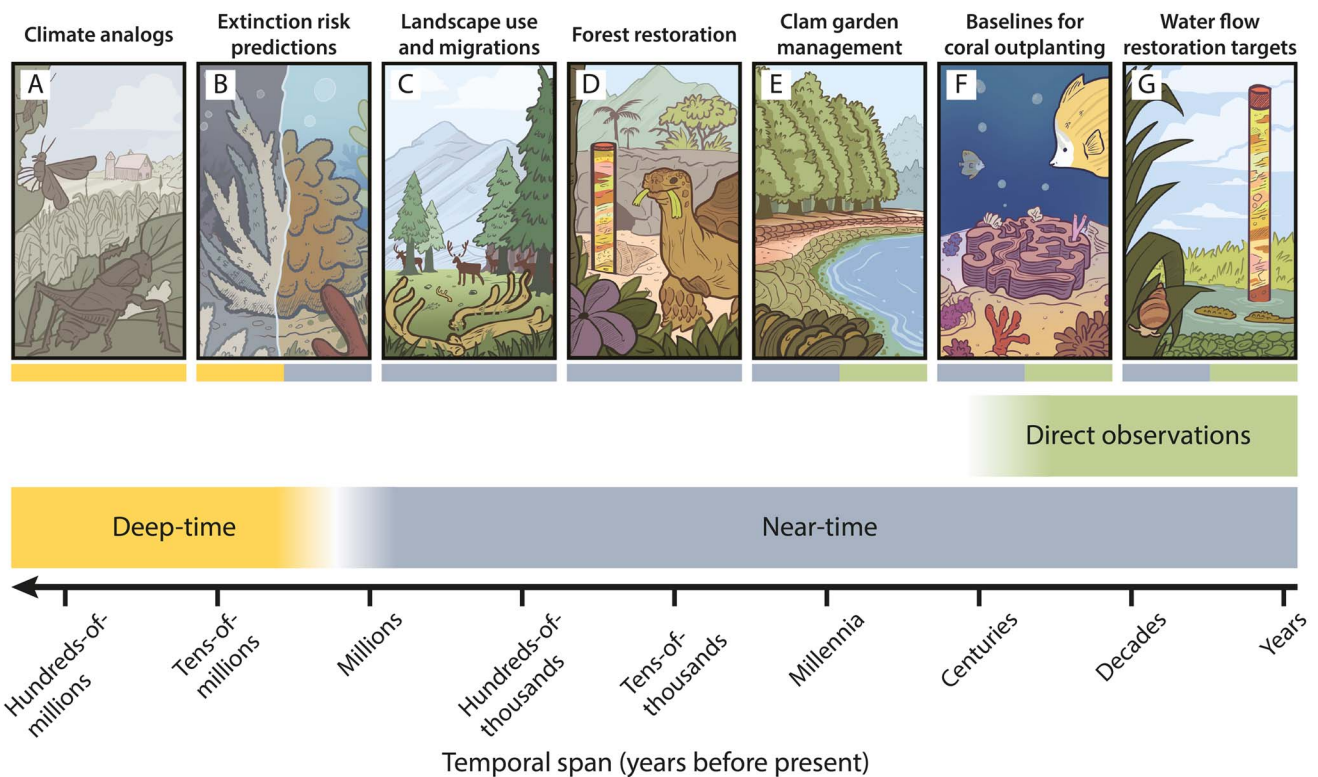 Climate analogs
Extinction risk
predictions
Landscape use
and migrations
Forest restoration
Clam garden
management
Baselines for
coral outplanting
Water flow
restoration targets
A
B
C
D
E
F
G
Direct observations
Deep-time
Near-time
Hundreds-of-
millions
Tens-of-
millions
Millions
Hundreds-of-
thousands
Tens-of-
thousands
Millennia
Centuries
Decades
Years
Temporal span (years before present)